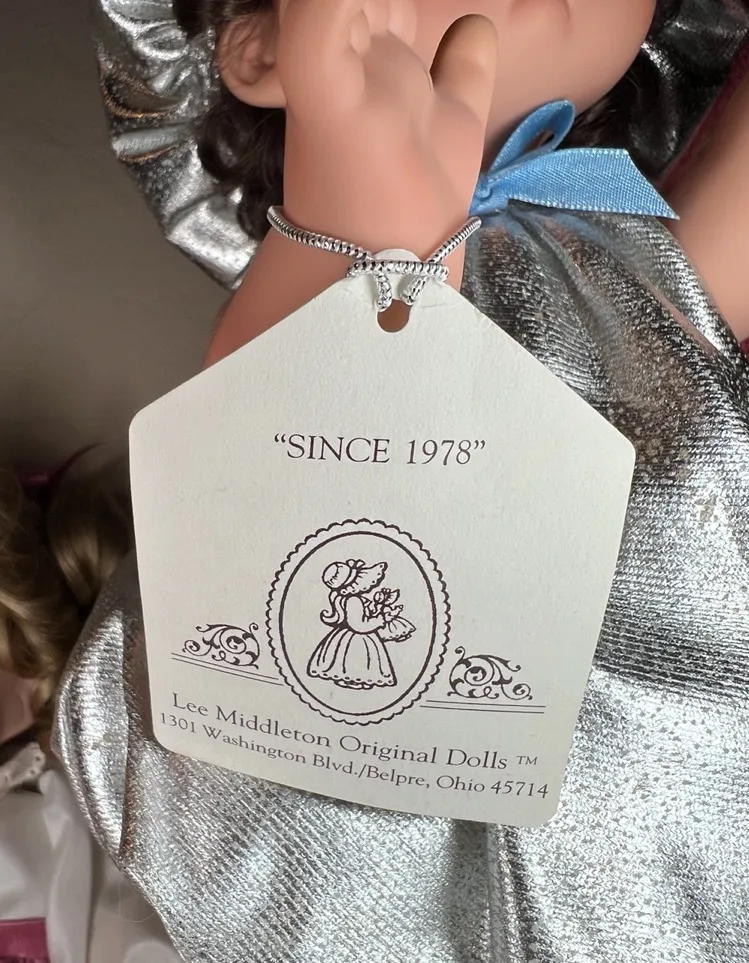 “SINCE 1978”
Lee Middleton Original Dolls ™
1301 Washington Blvd./Belpre, Ohio 45714